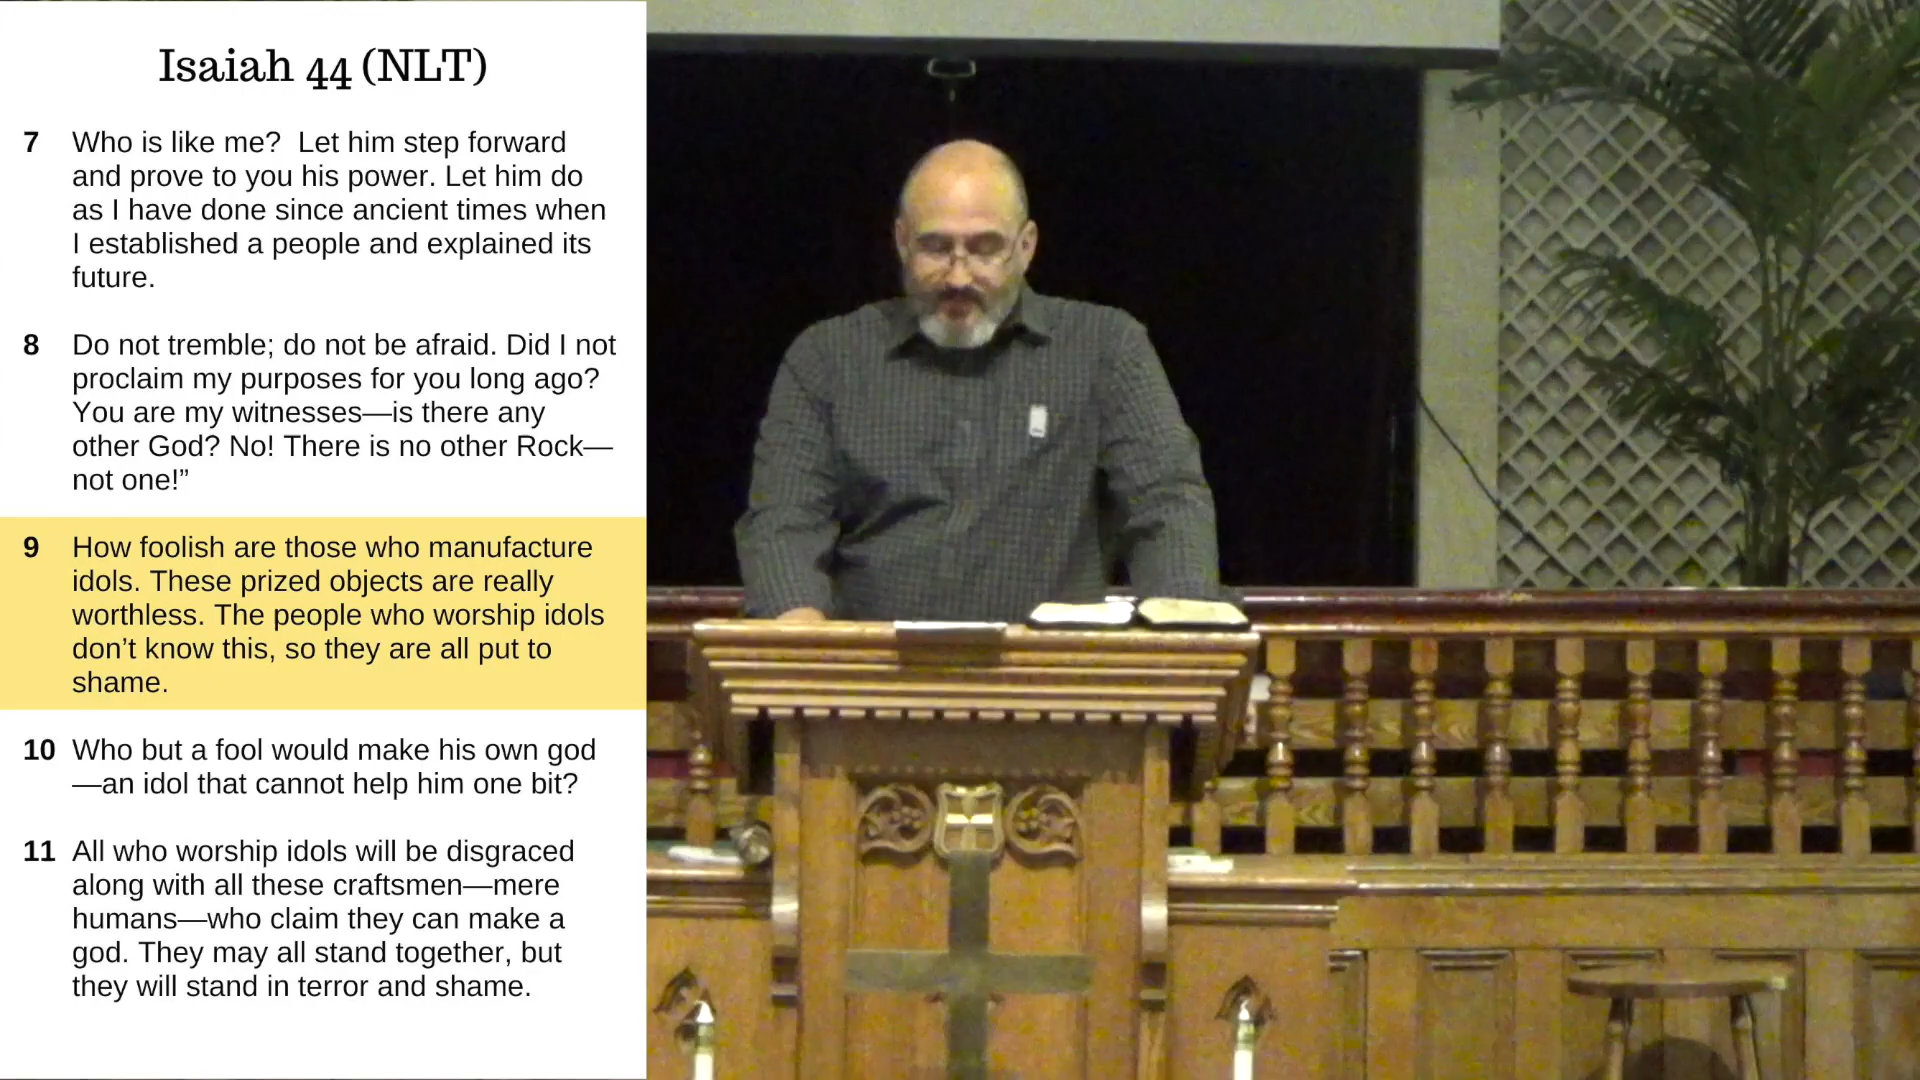 Isaiah 44 (NLT)
7 Who is like me?  Let him step forward
and prove to you his power. Let him do
as I have done since ancient times when
I established a people and explained its
future.
8 Do not tremble; do not be afraid. Did I not
proclaim my purposes for you long ago?
You are my witnesses—is there any
other God? No! There is no other Rock—
not one!”
9 How foolish are those who manufacture
idols. These prized objects are really
worthless. The people who worship idols
don’t know this, so they are all put to
shame.
10 Who but a fool would make his own god
—an idol that cannot help him one bit?
11 All who worship idols will be disgraced
along with all these craftsmen—mere
humans—who claim they can make a
god. They may all stand together, but
they will stand in terror and shame.